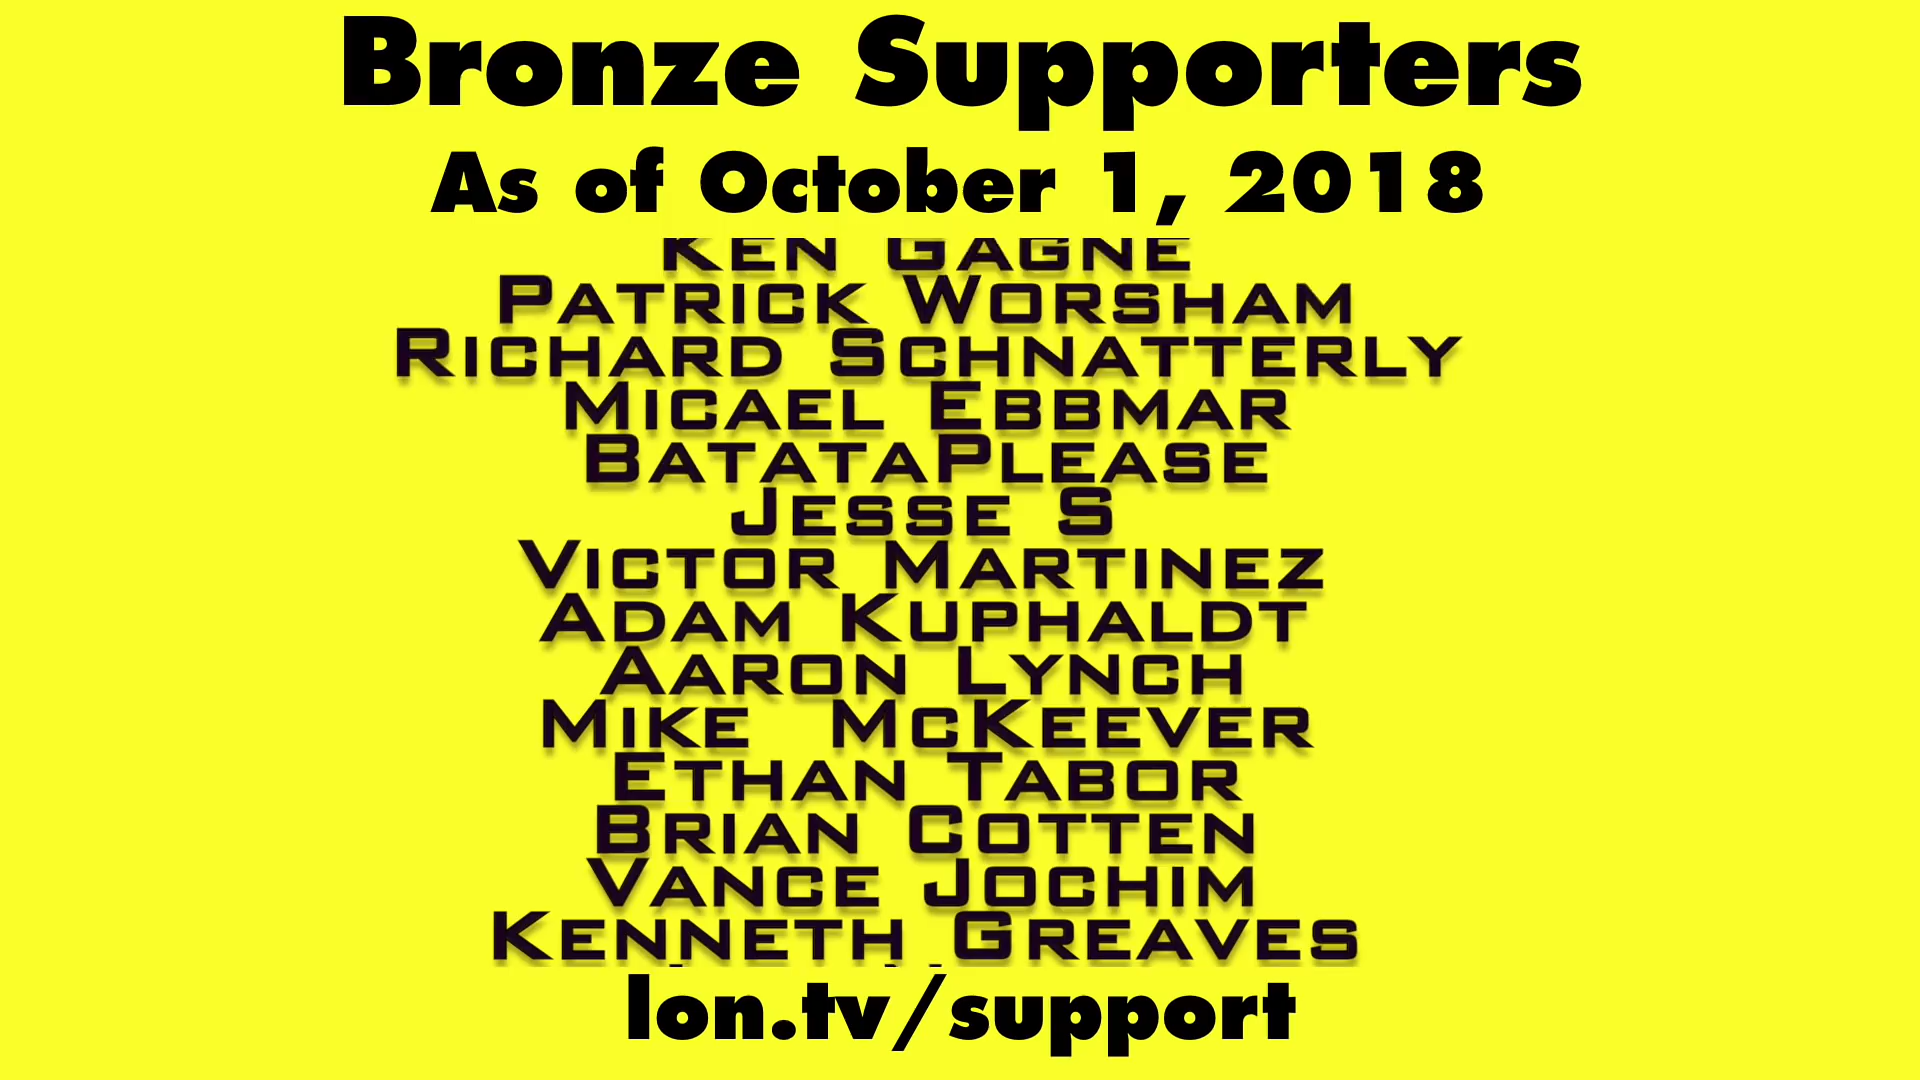 Bronze Supporters
As of October 1, 2018
Ken Gagne
Patrick Worsham
Richard Schnatterly
Micael Ebbmar
BatataPlease
Jesse S
Victor Martinez
Adam Kuphaldt
Aaron Lynch
Mike McKeever
Ethan Tabor
Brian Cotten
Vance Jochim
Kenneth Greaves
lon.tv/support